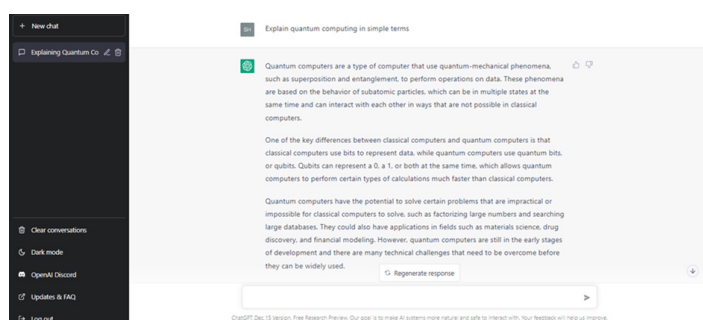 New chat
Explaining Quantum Co
Clear conversations
Dark mode
OpenAI Discord
Updates & FAQ
Log out
SH
Explain quantum computing in simple terms
Quantum computers are a type of computer that use quantum-mechanical phenomena,
such as superposition and entanglement, to perform operations on data. These phenomena
are based on the behavior of subatomic particles, which can be in multiple states at the
same time and can interact with each other in ways that are not possible in classical
computers.
One of the key differences between classical computers and quantum computers is that
classical computers use bits to represent data, while quantum computers use quantum bits,
or qubits. Qubits can represent a 0, a 1, or both at the same time, which allows quantum
computers to perform certain types of calculations much faster than classical computers.
Quantum computers have the potential to solve certain problems that are impractical or
impossible for classical computers to solve, such as factorizing large numbers and searching
large databases. They could also have applications in fields such as materials science, drug
discovery, and financial modeling. However, quantum computers are still in the early stages
of development and there are many technical challenges that need to be overcome before
they can be widely used.
Regenerate response
ChatGPT Dec 15 Version. Free Research Preview. Our goal is to make AI systems more natural and safe to interact with. Your feedback will help us improve.